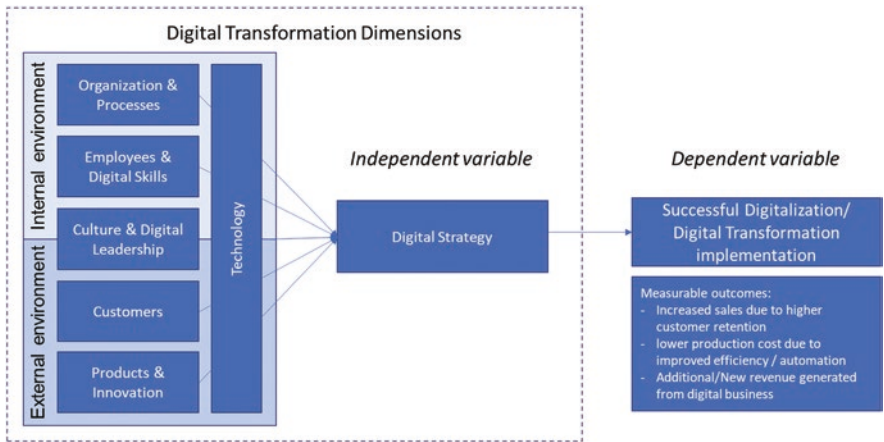 Digital Transformation Dimensions
Internal environment
External environment
Organization &
Processes
Employees &
Digital Skills
Culture & Digital
Leadership
Customers
Products &
Innovation
Technology
Independent variable
Digital Strategy
Dependent variable
Successful Digitalization/
Digital Transformation
implementation
Measurable outcomes:
- Increased sales due to higher
customer retention
- lower production cost due to
improved efficiency / automation
- Additional/New revenue generated
from digital business